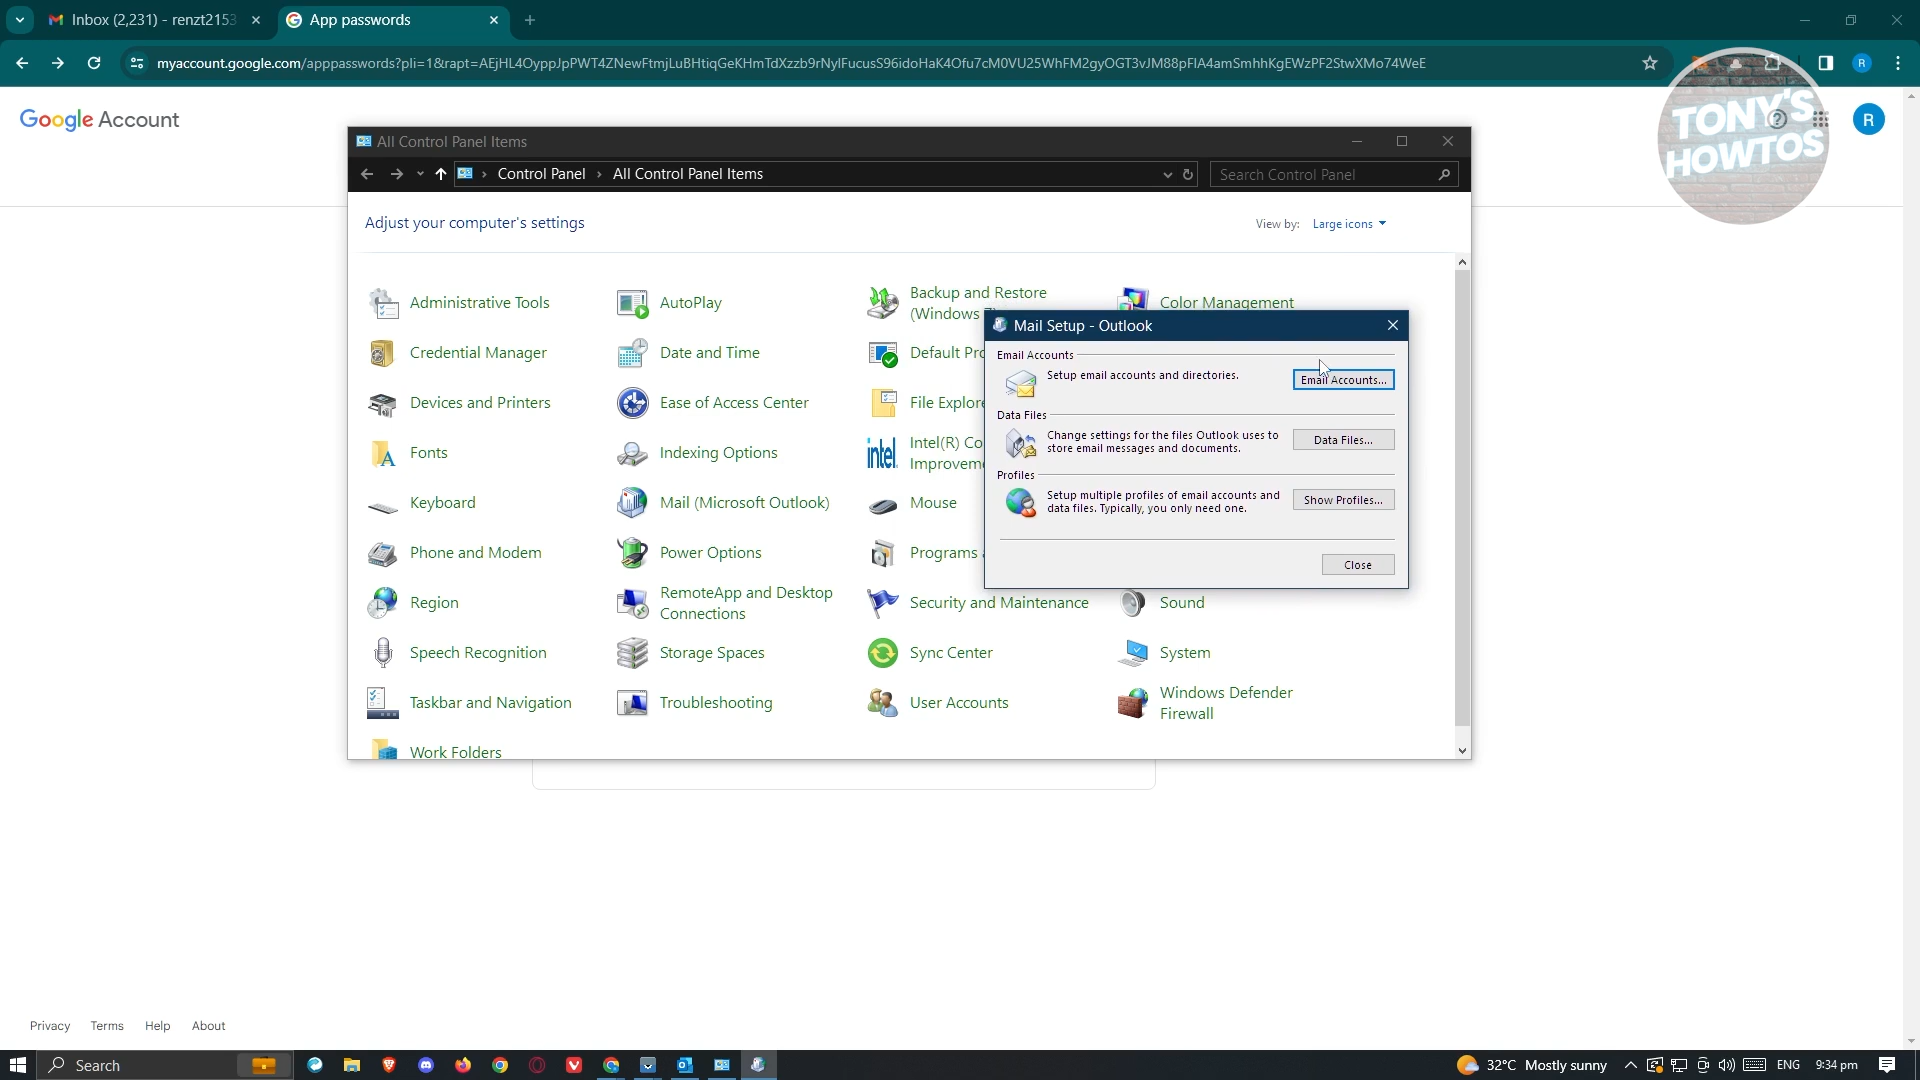 Inbox (2,231) - renzt2153
App passwords
myaccount.google.com/apppasswords?pli=1&rapt=AEjHL4OyppJpPWT4ZNewFtmjLuBHtiqGeKHmTdXzzb9rNylFucusS96idoHaK4Ofu7cM0VU25WhFM2gyOGT3vJM88pFIA4amSmhhKgEWzPF2StwXMo74WeE
R
Google Account
R
TONY'S
HOWTOS
All Control Panel Items
Control Panel
All Control Panel Items
Search Control Panel
Adjust your computer's settings
View by:
Large icons
Administrative Tools
AutoPlay
Backup and Restore
(Windows
Color Management
Credential Manager
Date and Time
Default
Devices and Printers
Ease of Access Center
File
Fonts
Indexing Options
intel
Intel(R)
Keyboard
Mail (Microsoft Outlook)
Mouse
Phone and Modem
Power Options
Programs
Region
RemoteApp and Desktop
Connections
Security and Maintenance
Sound
Speech Recognition
Storage Spaces
Sync Center
System
Taskbar and Navigation
Troubleshooting
User Accounts
Windows Defender
Firewall
Work Folders
Mail Setup - Outlook
Email Accounts
Setup email accounts and directories.
Email Accounts...
Data Files
Change settings for the files Outlook uses to
store email messages and documents.
Data Files...
Profiles
Setup multiple profiles of email accounts and
data files. Typically, you only need one.
Show Profiles...
Close
Privacy
Terms
Help
About
Search
32°C Mostly sunny
ENG
9:34 pm